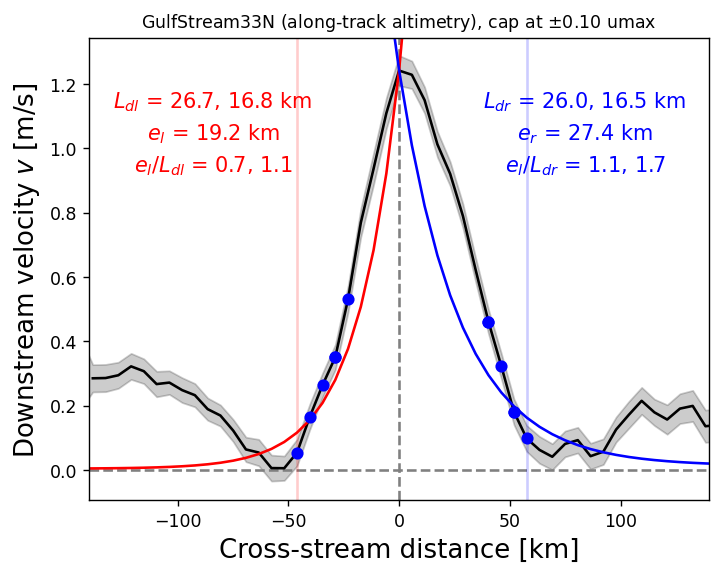 GulfStream33N (along-track altimetry), cap at ±0.10 umax
L_dl = 26.7, 16.8 km
e_l = 19.2 km
e_l/L_dl = 0.7, 1.1
L_dr = 26.0, 16.5 km
e_r = 27.4 km
e_l/L_dr = 1.1, 1.7
Downstream velocity v [m/s]
1.2
1.0
0.8
0.6
0.4
0.2
0.0
−100
−50
0
50
100
Cross-stream distance [km]